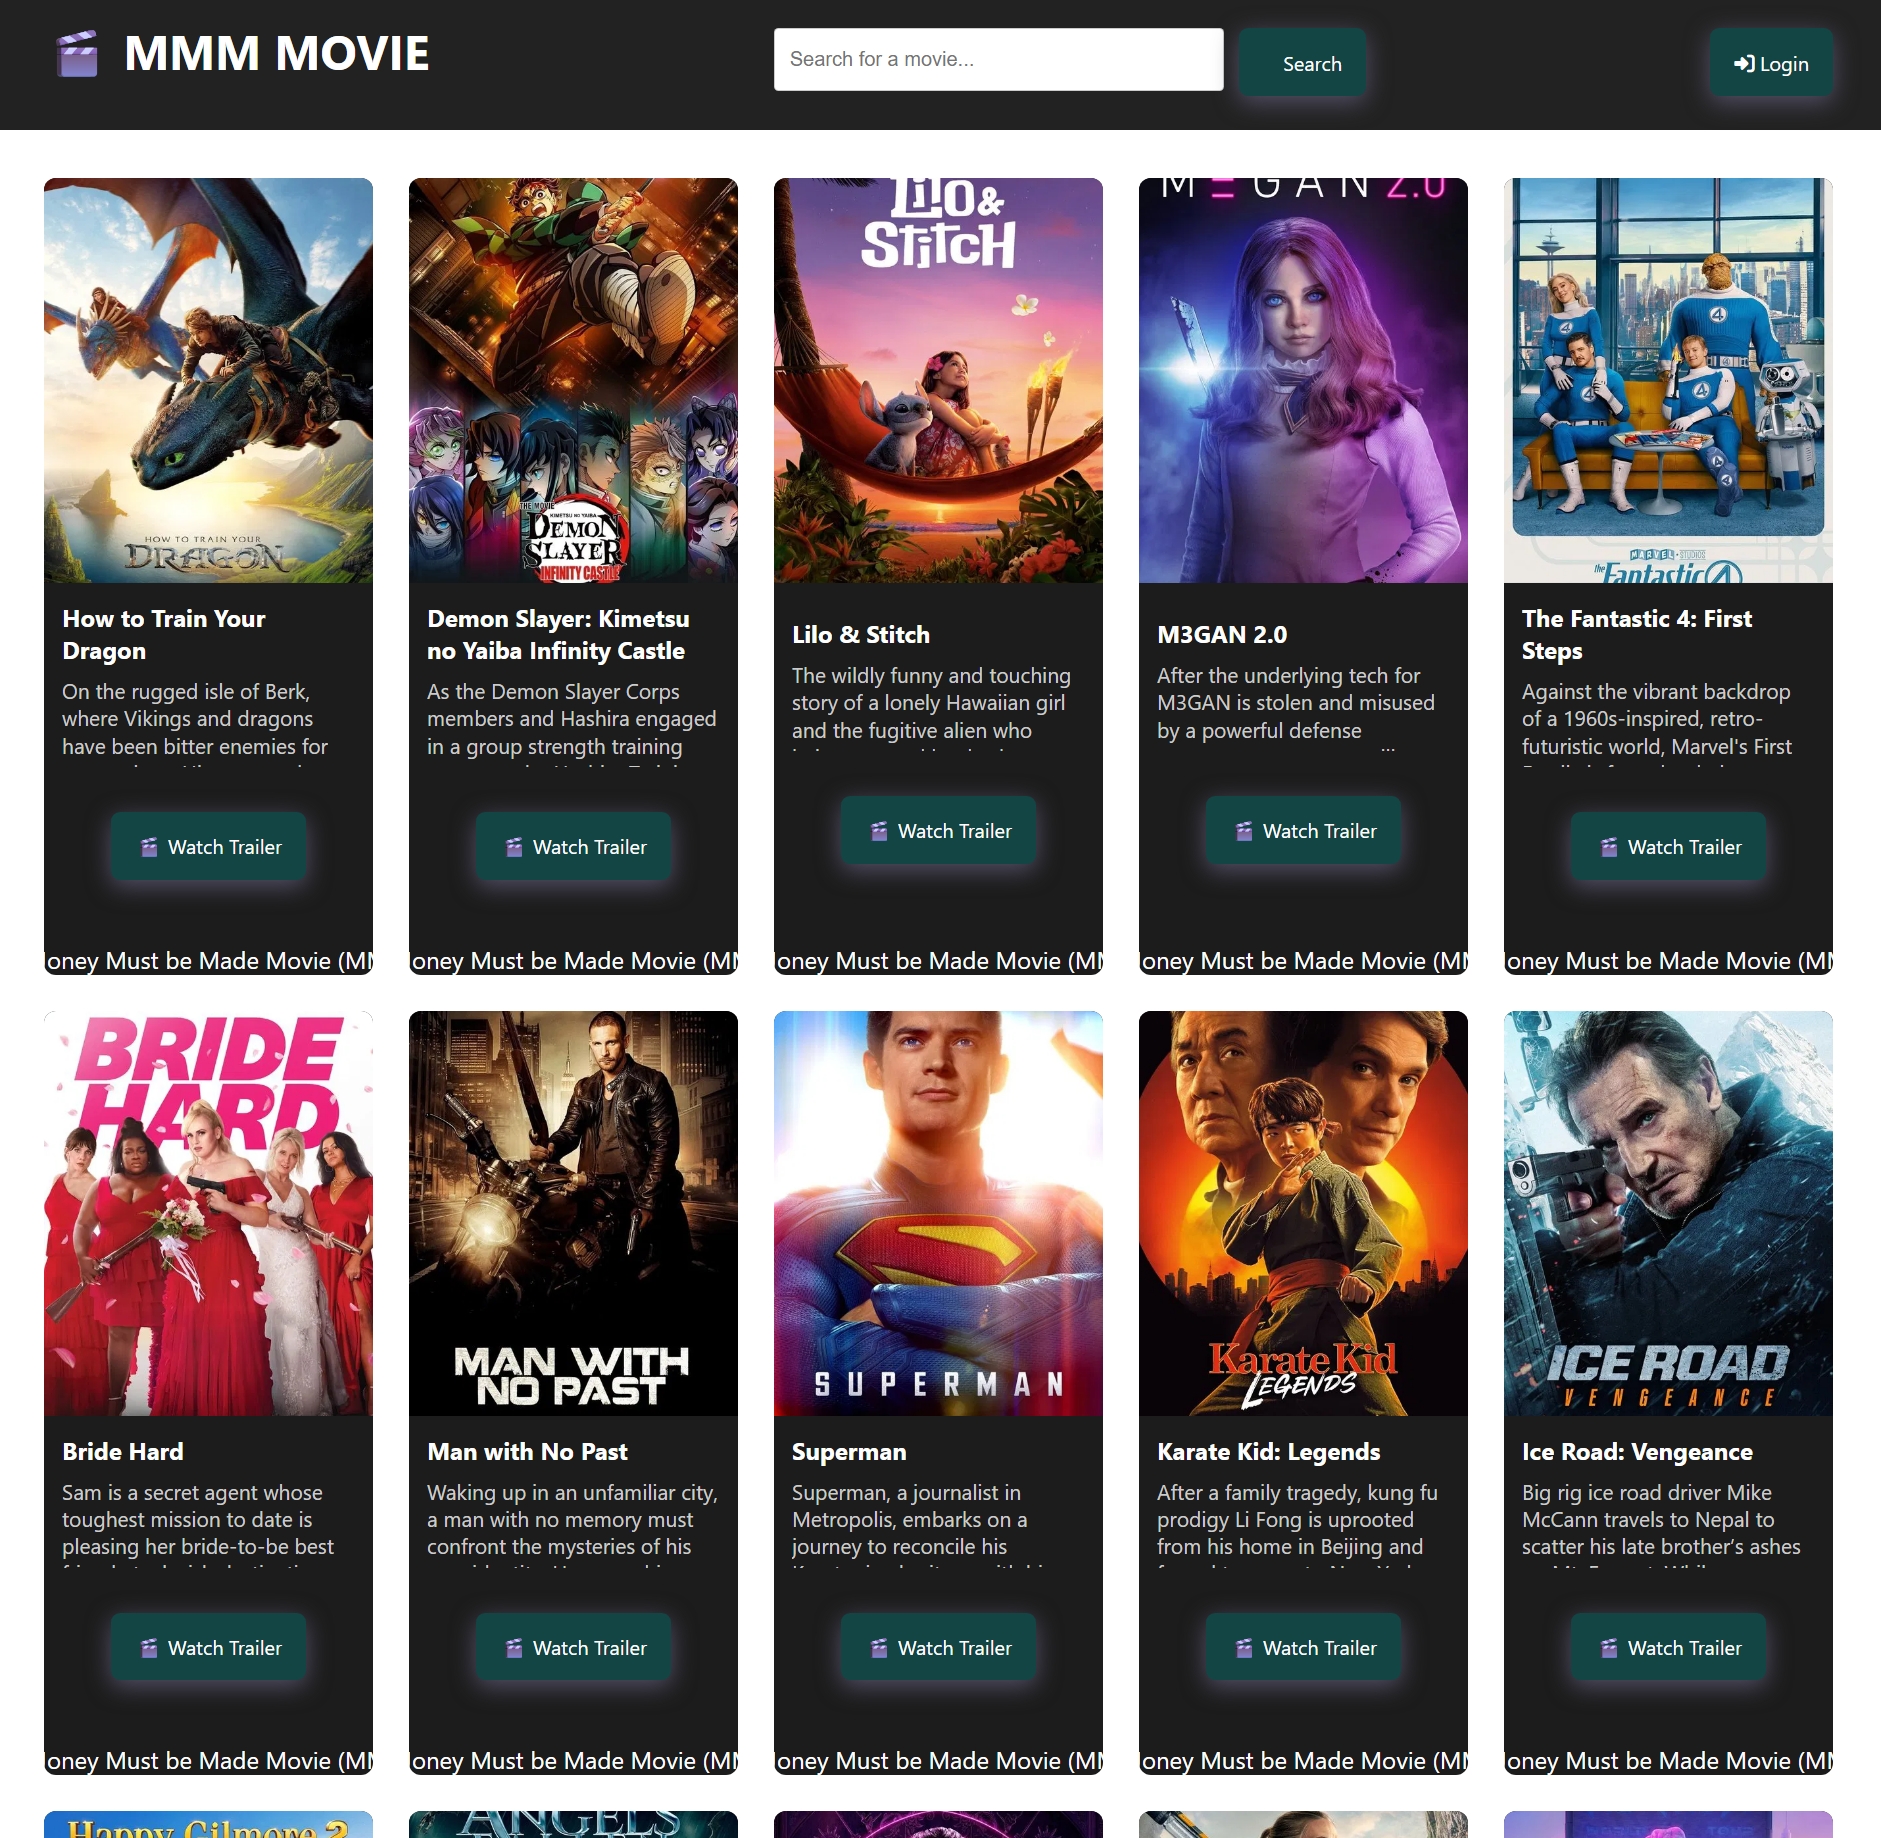 MMM MOVIE
Search for a movie...
Search
Login
HOW TO TRAIN YOUR
DRAGON
THE MOVIE
KIMETSU NO YAIBA
DEMON
SLAYER
INFINITY CASTLE
LILO &
STITCH
M Ξ G A N 2.0
4
4
4
4
MARVEL STUDIOS
the Fantastic 4
How to Train Your
Dragon
On the rugged isle of Berk,
where Vikings and dragons
have been bitter enemies for
Watch Trailer
oney Must be Made Movie (MM
Demon Slayer: Kimetsu
no Yaiba Infinity Castle
As the Demon Slayer Corps
members and Hashira engaged
in a group strength training
Watch Trailer
oney Must be Made Movie (MM
Lilo & Stitch
The wildly funny and touching
story of a lonely Hawaiian girl
and the fugitive alien who
Watch Trailer
oney Must be Made Movie (MM
M3GAN 2.0
After the underlying tech for
M3GAN is stolen and misused
by a powerful defense
Watch Trailer
oney Must be Made Movie (MM
The Fantastic 4: First
Steps
Against the vibrant backdrop
of a 1960s-inspired, retro-
futuristic world, Marvel's First
Watch Trailer
oney Must be Made Movie (MM
BRIDE
HARD
MAN WITH
NO PAST
SUPERMAN
Karate Kid
LEGENDS
ICE ROAD
VENGEANCE
Bride Hard
Sam is a secret agent whose
toughest mission to date is
pleasing her bride-to-be best
Watch Trailer
oney Must be Made Movie (MM
Man with No Past
Waking up in an unfamiliar city,
a man with no memory must
confront the mysteries of his
Watch Trailer
oney Must be Made Movie (MM
Superman
Superman, a journalist in
Metropolis, embarks on a
journey to reconcile his
Watch Trailer
oney Must be Made Movie (MM
Karate Kid: Legends
After a family tragedy, kung fu
prodigy Li Fong is uprooted
from his home in Beijing and
Watch Trailer
oney Must be Made Movie (MM
Ice Road: Vengeance
Big rig ice road driver Mike
McCann travels to Nepal to
scatter his late brother’s ashes
Watch Trailer
oney Must be Made Movie (MM
Happy Gilmore 2
ANGELS